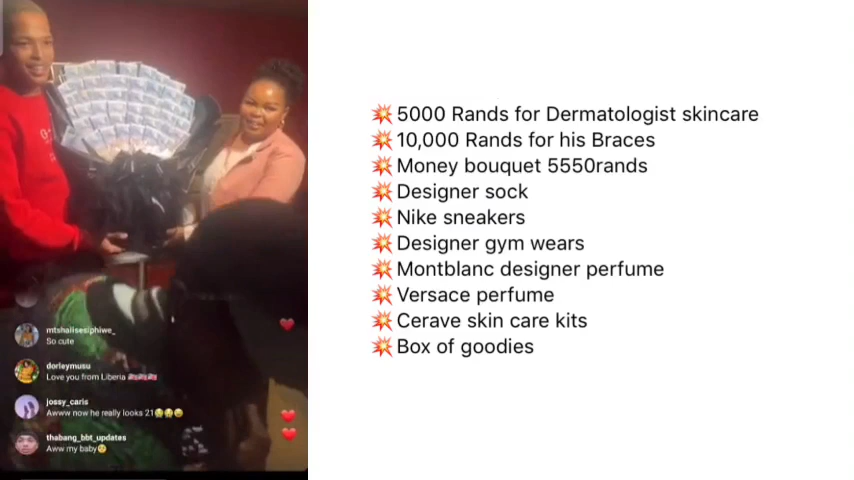 mtshalisesiphiwe_
So cute
dorleymusu
Love you from Liberia 🇱🇷🇱🇷🇱🇷
jossy_caris
Awww now he really looks 21😭😭😄
thabang_bbt_updates
Aww my baby🥺
💥5000 Rands for Dermatologist skincare
💥10,000 Rands for his Braces
💥Money bouquet 5550rands
💥Designer sock
💥Nike sneakers
💥Designer gym wears
💥Montblanc designer perfume
💥Versace perfume
💥Cerave skin care kits
💥Box of goodies